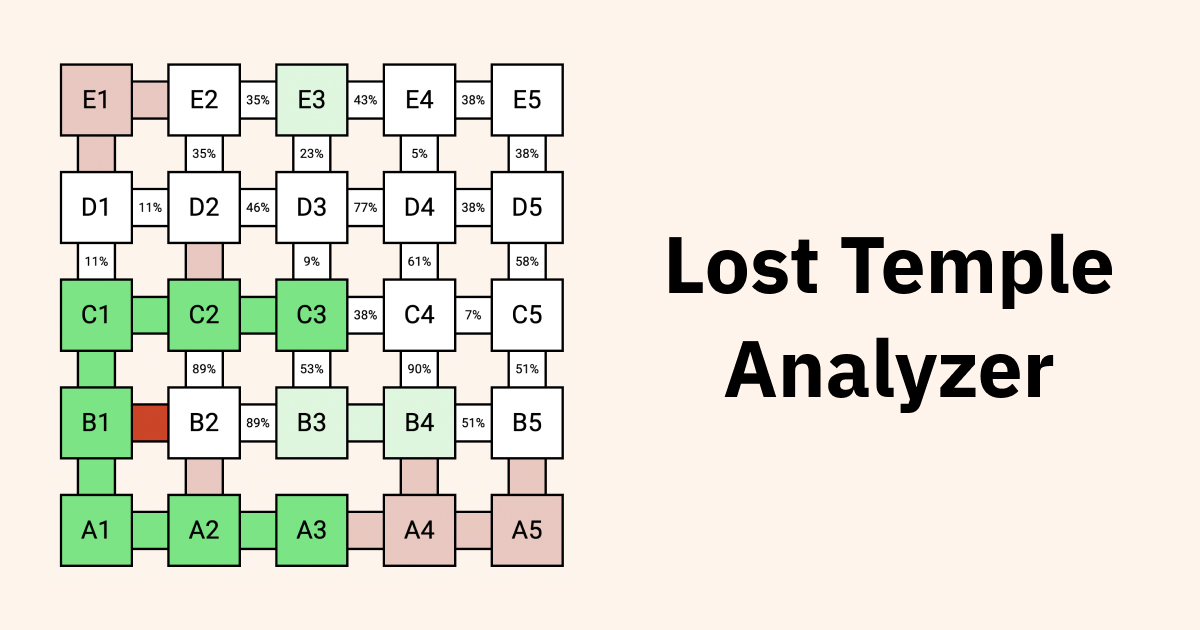 E1 E2 35% E3 43% E4 38% E5
35% 23% 5% 38%
D1 11% D2 46% D3 77% D4 38% D5
11% 9% 61% 58%
C1 C2 C3 38% C4 7% C5
89% 53% 90% 51%
B1 B2 89% B3 B4 51% B5
A1 A2 A3 A4 A5
Lost Temple
Analyzer